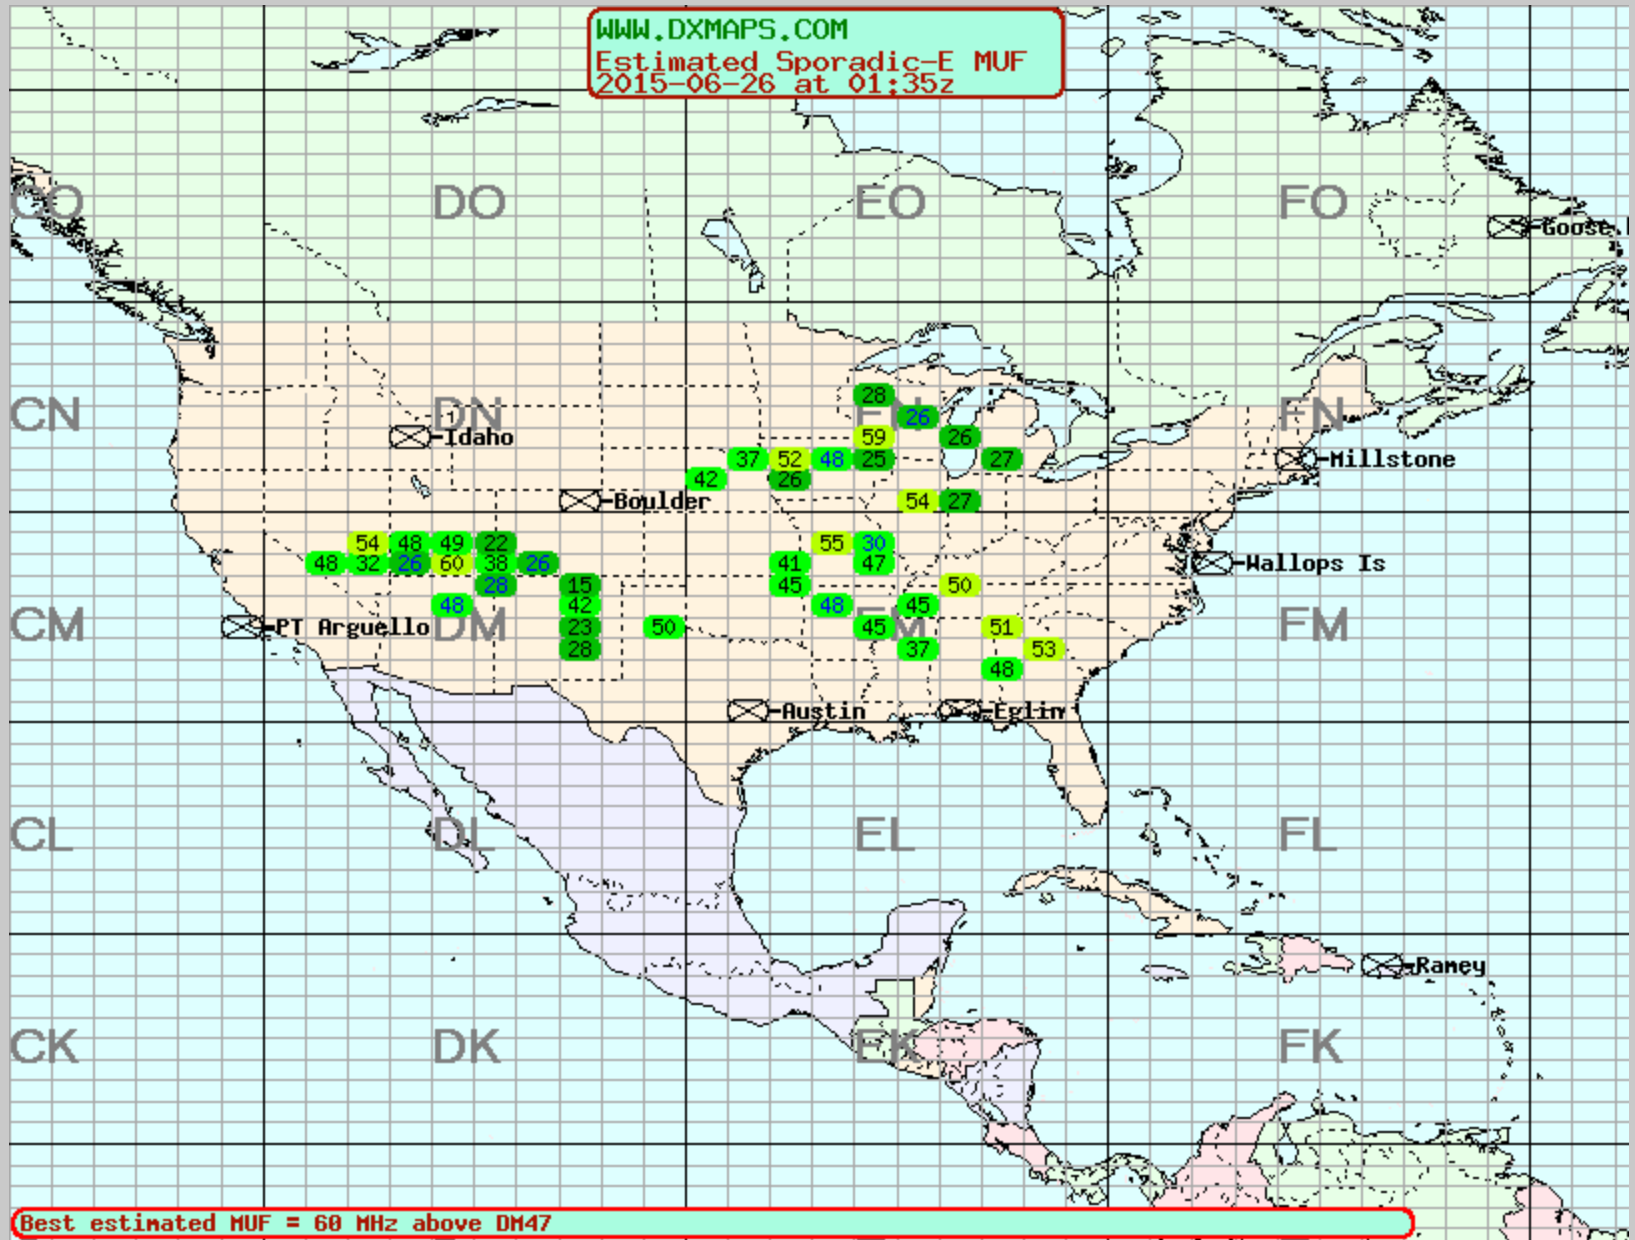 WWW.DXMAPS.COM
Estimated Sporadic-E MUF
2015-06-26 at 01:35z
CO DO EO FO
Goose
28
CN DN EN FN
26
Idaho 59 26
37 52 48 25 27 Millstone
42 26
Boulder 54 27
54 48 49 22 55 30
48 32 26 60 38 26 41 47 Wallops Is
28 15 45 50
48 42 48 45
PT Arguello CM DM 23 50 45 EM 51 FM
28 37 53
48
Austin Eglin
CL DL EL FL
Ramey
CK DK EK FK
Best estimated MUF = 60 MHz above DM47